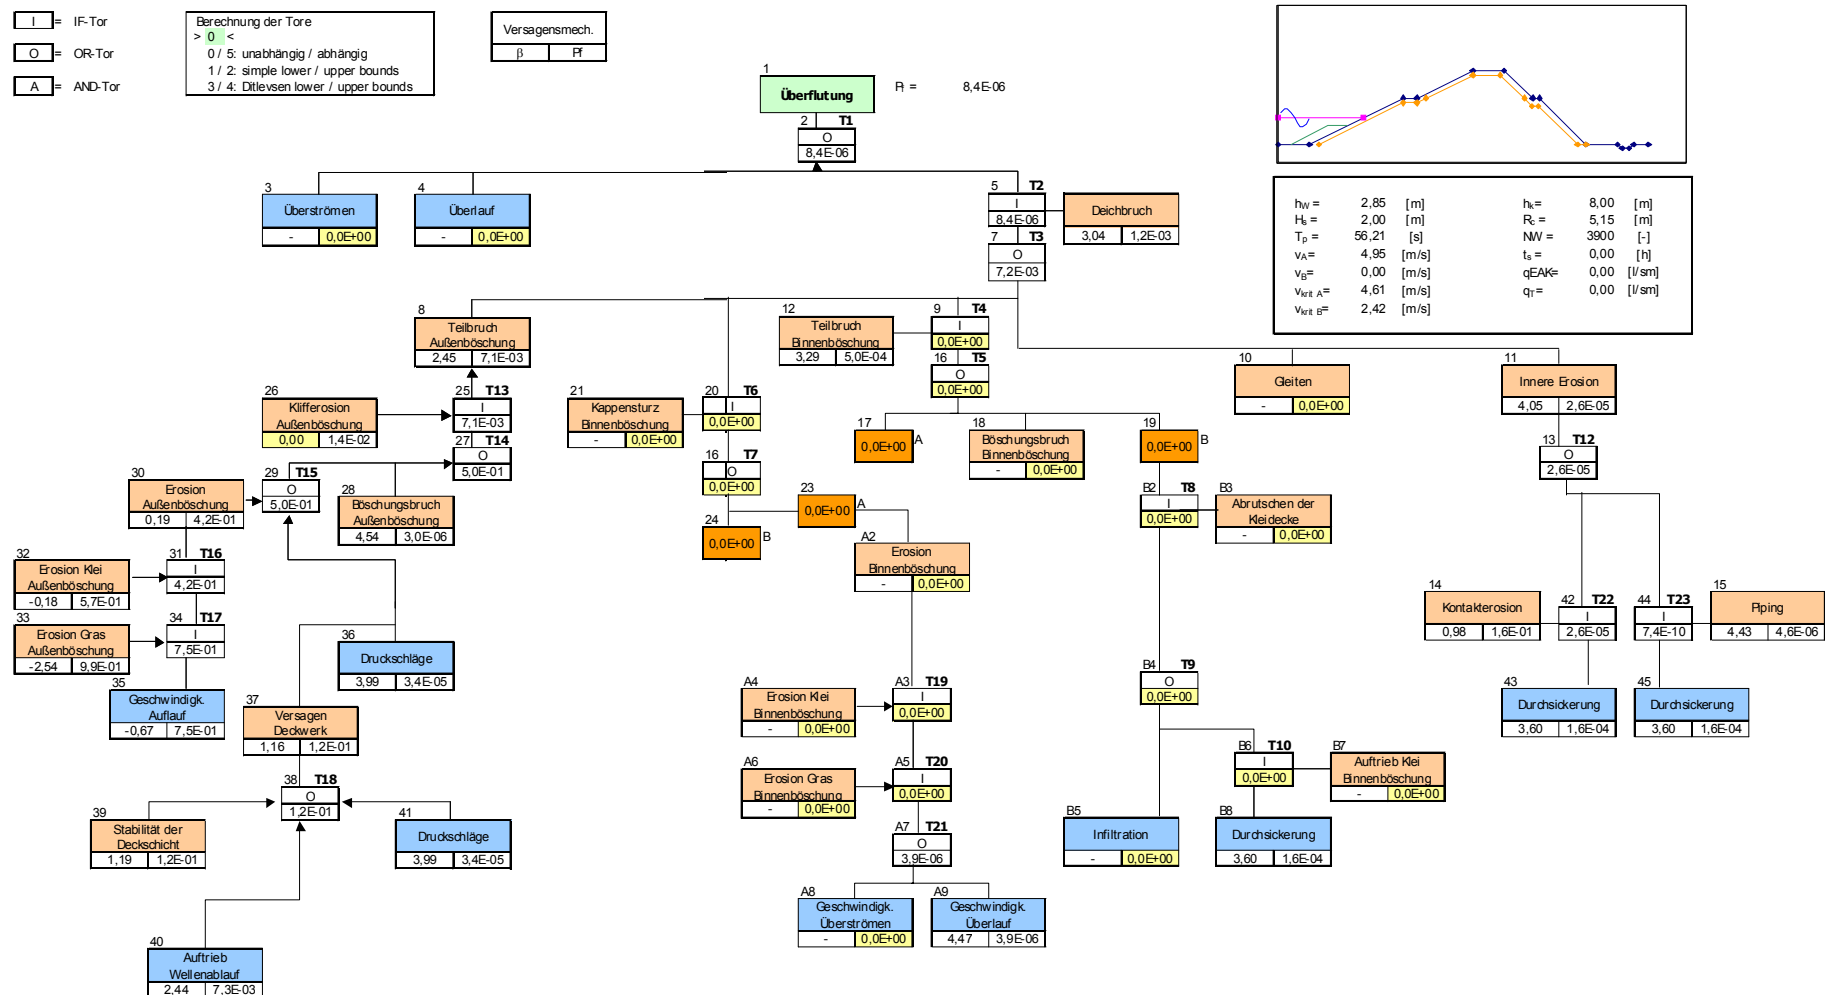 I = IF-Tor
O = OR-Tor
A = AND-Tor
Berechnung der Tore
> 0 <
0 / 5: unabhängig / abhängig
1 / 2: simple lower / upper bounds
3 / 4: Ditlevsen lower / upper bounds
Versagensmech.
β Pf
1
Überflutung
Pf = 8,4E-06
2 T1
O
8,4E-06
3
Überströmen
- 0,0E+00
4
Überlauf
- 0,0E+00
5 T2
I
8,4E-06
Deichbruch
3,04 1,2E-03
7 T3
O
7,2E-03
hW = 2,85 [m] hk= 8,00 [m]
Hs = 2,00 [m] Rc = 5,15 [m]
Tp = 56,21 [s] NW = 3900 [-]
vA= 4,95 [m/s] ts = 0,00 [h]
vB= 0,00 [m/s] qEAK= 0,00 [l/sm]
vkrit A= 4,61 [m/s] qT= 0,00 [l/sm]
vkrit B= 2,42 [m/s]
8
Teilbruch
Außenböschung
2,45 7,1E-03
12
Teilbruch
Binnenböschung
3,29 5,0E-04
9 T4
I
0,0E+00
16 T5
O
0,0E+00
10
Gleiten
- 0,0E+00
11
Innere Erosion
4,05 2,6E-05
26
Klifferosion
Außenböschung
0,00 1,4E-02
25 T13
I
7,1E-03
27 T14
O
5,0E-01
21
Kappensturz
Binnenböschung
- 0,0E+00
20 T6
I
0,0E+00
16 T7
O
0,0E+00
17
0,0E+00 A
18
Böschungsbruch
Binnenböschung
- 0,0E+00
19
0,0E+00 B
13 T12
O
2,6E-05
30
Erosion
Außenböschung
0,19 4,2E-01
29 T15
O
5,0E-01
28
Böschungsbruch
Außenböschung
4,54 3,0E-06
23
0,0E+00 A
24
0,0E+00 B
B2 T8
I
0,0E+00
B3
Abrutschen der
Kleidecke
- 0,0E+00
A2
Erosion
Binnenböschung
- 0,0E+00
32
Erosion Klei
Außenböschung
-0,18 5,7E-01
31 T16
I
4,2E-01
33
Erosion Gras
Außenböschung
-2,54 9,9E-01
34 T17
I
7,5E-01
35
Geschwindigk.
Auflauf
-0,67 7,5E-01
36
Druckschläge
3,99 3,4E-05
14
Kontakterosion
0,98 1,6E-01
42 T22
I
2,6E-05
44 T23
I
7,4E-10
15
Piping
4,43 4,6E-06
37
Versagen
Deckwerk
1,16 1,2E-01
A4
Erosion Klei
Binnenböschung
- 0,0E+00
A3 T19
I
0,0E+00
B4 T9
O
0,0E+00
43
Durchsickerung
3,60 1,6E-04
45
Durchsickerung
3,60 1,6E-04
38 T18
O
1,2E-01
A6
Erosion Gras
Binnenböschung
- 0,0E+00
A5 T20
I
0,0E+00
B6 T10
I
0,0E+00
B7
Auftrieb Klei
Binnenböschung
- 0,0E+00
39
Stabilität der
Deckschicht
1,19 1,2E-01
41
Druckschläge
3,99 3,4E-05
A7 T21
O
3,9E-06
B5
Infiltration
- 0,0E+00
B8
Durchsickerung
3,60 1,6E-04
A8
Geschwindigk.
Überströmen
- 0,0E+00
A9
Geschwindigk.
Überlauf
4,47 3,9E-06
40
Auftrieb
Wellenablauf
2,44 7,3E-03